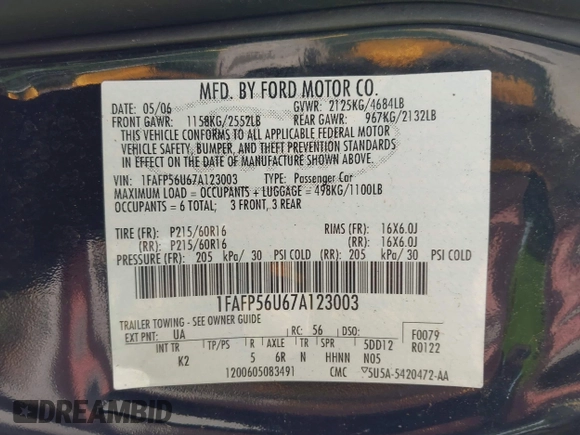 MFD. BY FORD MOTOR CO.
DATE: 05/06 GVWR: 2125KG/4684LB
FRONT GAWR: 1158KG/2552LB REAR GAWR: 967KG/2132LB
THIS VEHICLE CONFORMS TO ALL APPLICABLE FEDERAL MOTOR
VEHICLE SAFETY, BUMPER, AND THEFT PREVENTION STANDARDS
IN EFFECT ON THE DATE OF MANUFACTURE SHOWN ABOVE.
VIN: 1FAFP56U67A123003 TYPE: Passenger Car
MAXIMUM LOAD = OCCUPANTS + LUGGAGE = 498KG/1100LB
OCCUPANTS = 6 TOTAL; 3 FRONT, 3 REAR
TIRE (FR): P215/60R16 RIMS (FR): 16X6.0J
(RR): P215/60R16 (RR): 16X6.0J
PRESSURE (FR): 205 kPa/ 30 PSI COLD (RR): 205 kPa/ 30 PSI COLD
1FAFP56U67A123003
TRAILER TOWING - SEE OWNER GUIDE
EXT PNT: UA RC: 56 DSO: F0079
INT TR TP/PS R AXLE TR SPR 5DD12 R0122
K2 5 6R N HHNN N05
1200605083491 CMC 5U5A-5420472-AA
DREAMBID